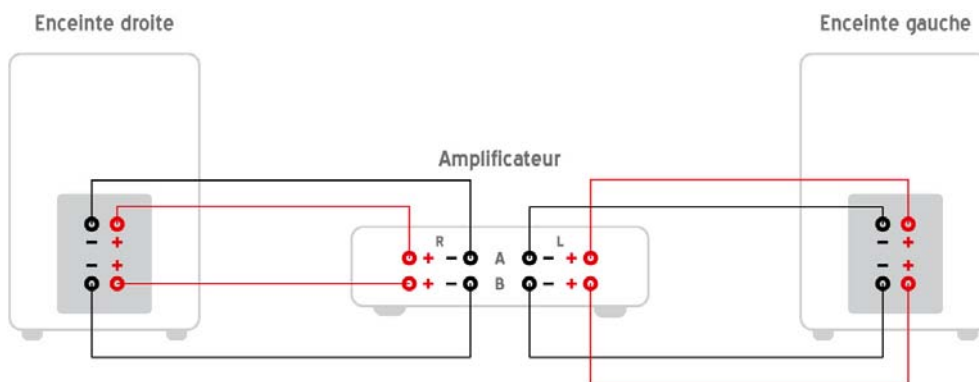 Enceinte droite
Enceinte gauche
Amplificateur
R L
− +
+ − A − +
− +
+ − B − +
− +
− +